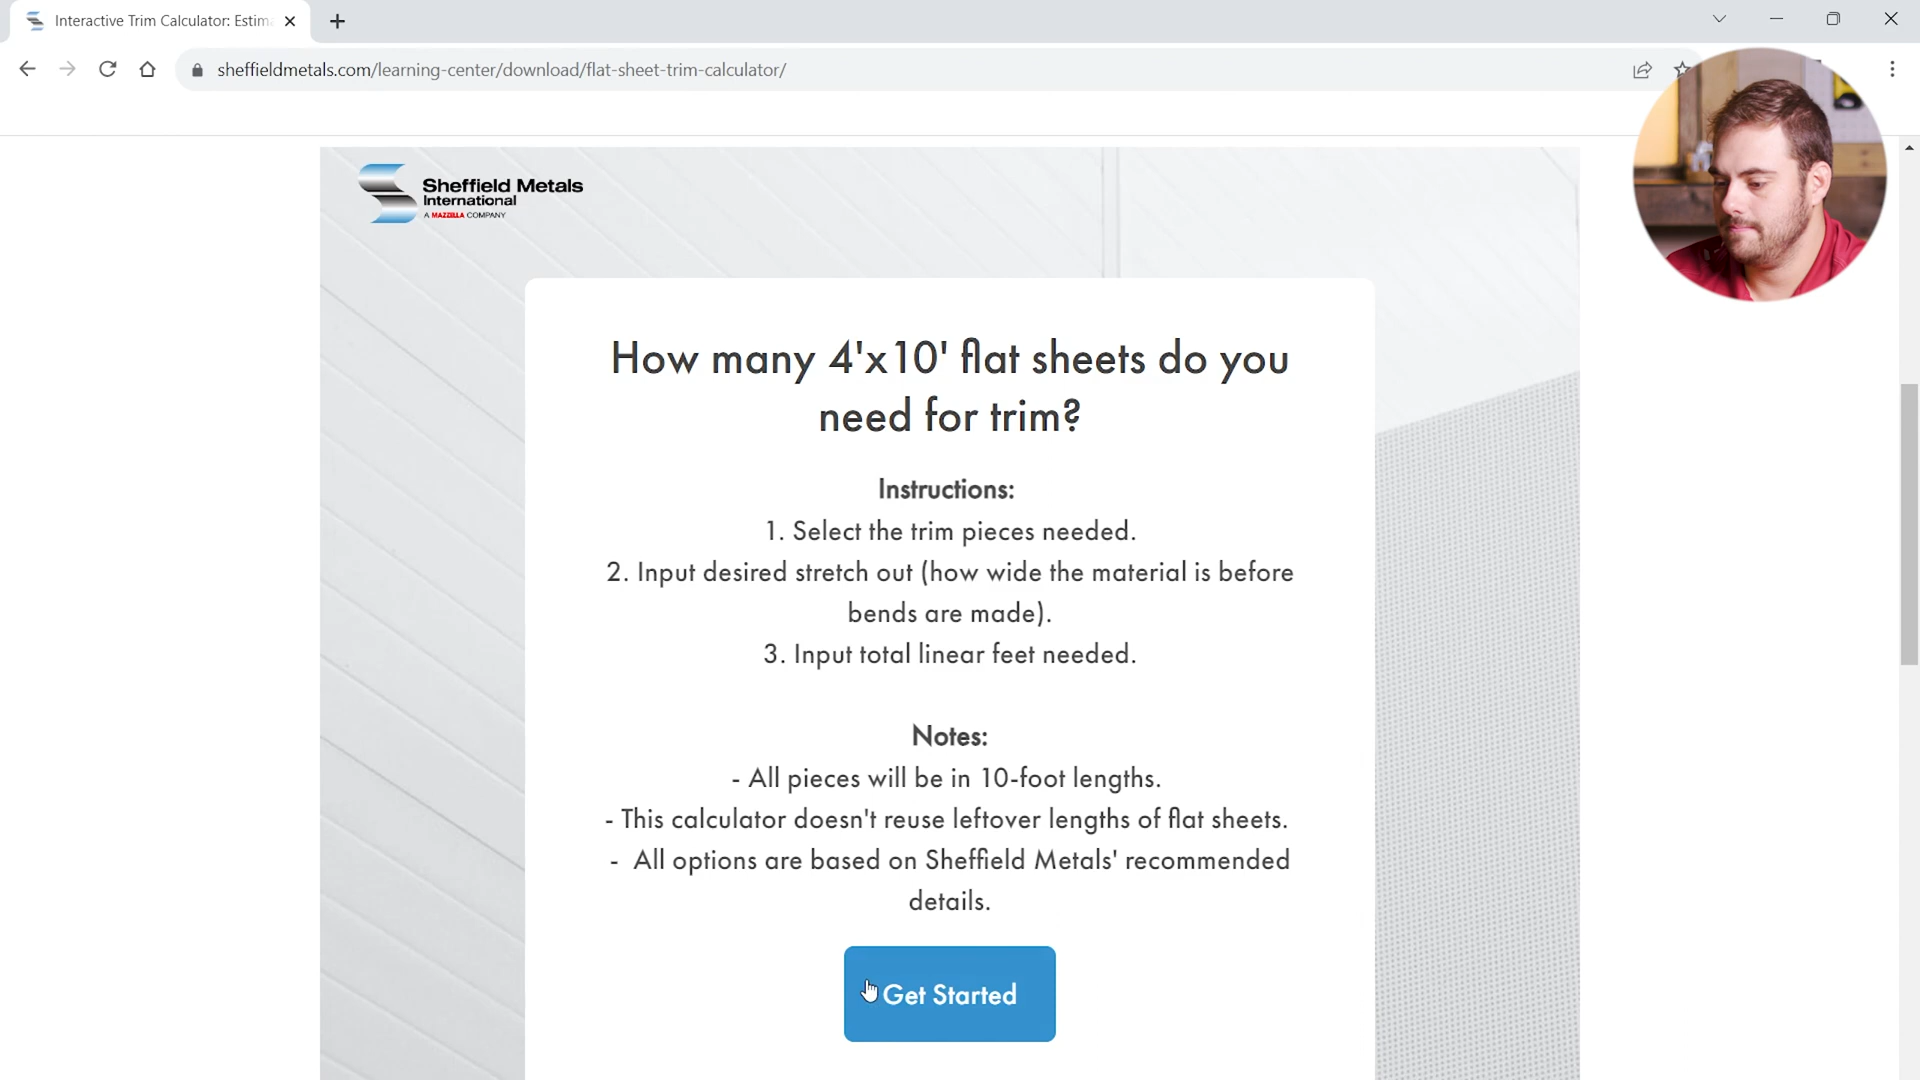 Interactive Trim Calculator: Estim
sheffieldmetals.com/learning-center/download/flat-sheet-trim-calculator/
Sheffield Metals
International
A MAZZELLA COMPANY
How many 4'x10' flat sheets do you
need for trim?
Instructions:
1. Select the trim pieces needed.
2. Input desired stretch out (how wide the material is before
bends are made).
3. Input total linear feet needed.
Notes:
- All pieces will be in 10-foot lengths.
- This calculator doesn't reuse leftover lengths of flat sheets.
- All options are based on Sheffield Metals' recommended
details.
Get Started